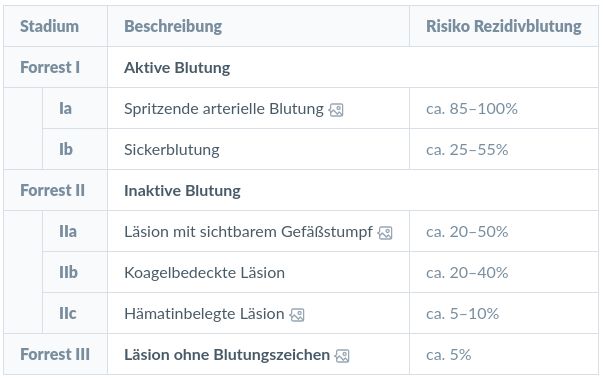 Stadium Beschreibung Risiko Rezidivblutung
Forrest I Aktive Blutung
Ia Spritzende arterielle Blutung ca. 85–100%
Ib Sickerblutung ca. 25–55%
Forrest II Inaktive Blutung
IIa Läsion mit sichtbarem Gefäßstumpf ca. 20–50%
IIb Koagelbedeckte Läsion ca. 20–40%
IIc Hämatinbelegte Läsion ca. 5–10%
Forrest III Läsion ohne Blutungszeichen ca. 5%